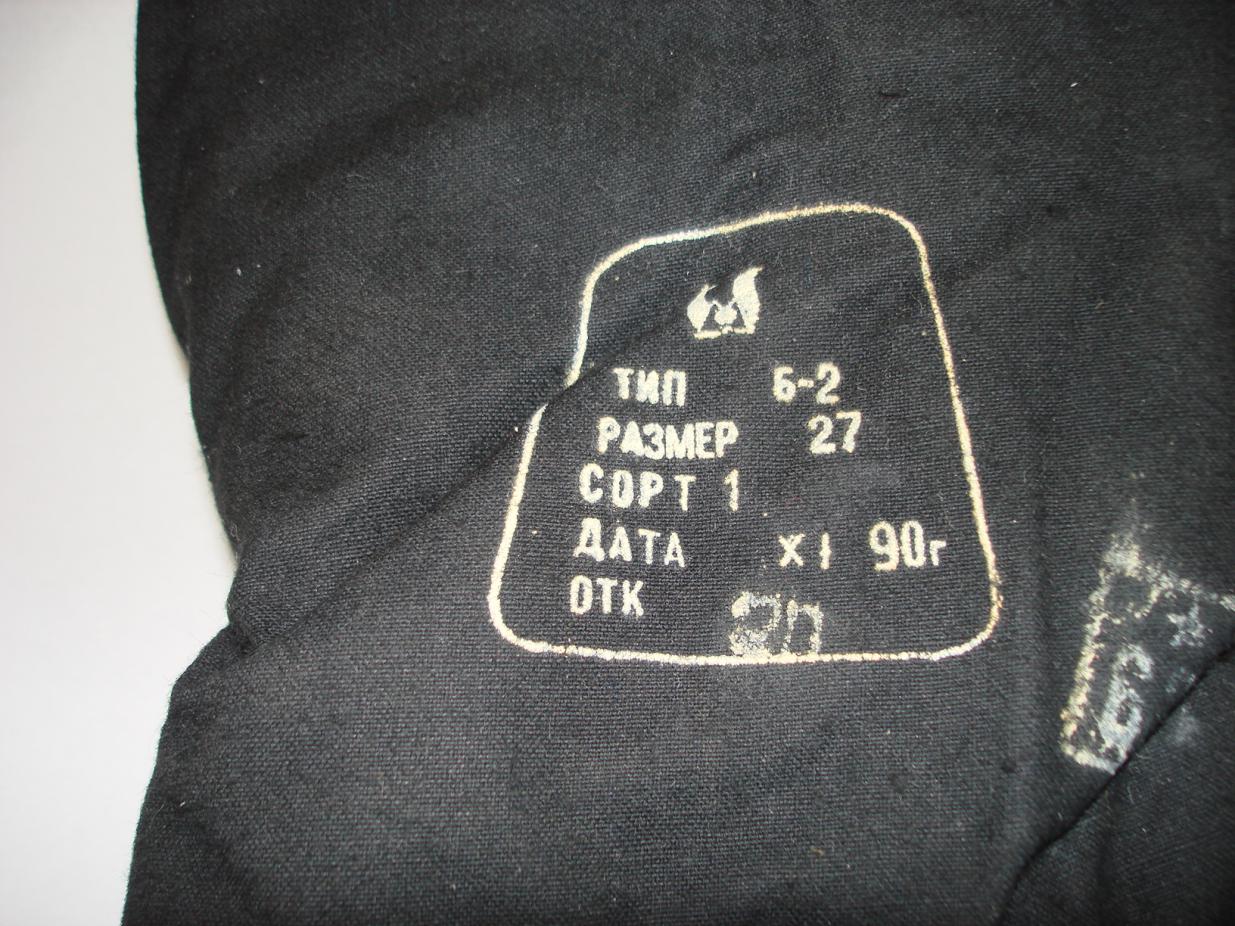 ТИП Б-2
РАЗМЕР 27
СОРТ 1
ДАТА XI 90г
ОТК